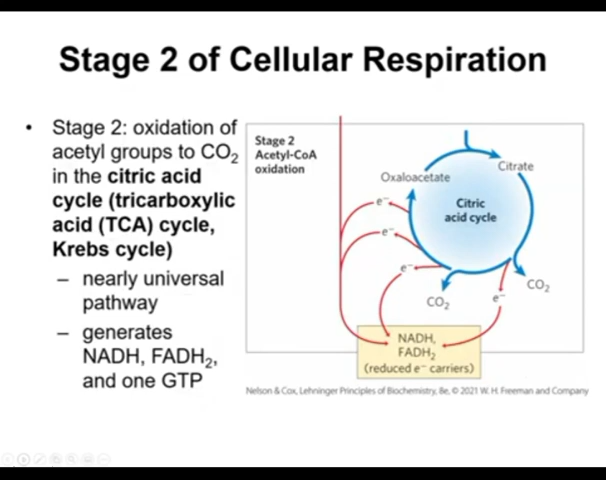 Stage 2 of Cellular Respiration
• Stage 2: oxidation of
acetyl groups to CO₂
in the citric acid
cycle (tricarboxylic
acid (TCA) cycle,
Krebs cycle)
– nearly universal
pathway
– generates
NADH, FADH₂,
and one GTP
Stage 2
Acetyl-CoA
oxidation
Oxaloacetate
Citrate
Citric
acid cycle
e⁻
e⁻
e⁻
e⁻
CO₂
CO₂
NADH,
FADH₂
(reduced e⁻ carriers)
Nelson & Cox, Lehninger Principles of Biochemistry, 8e, © 2021 W. H. Freeman and Company